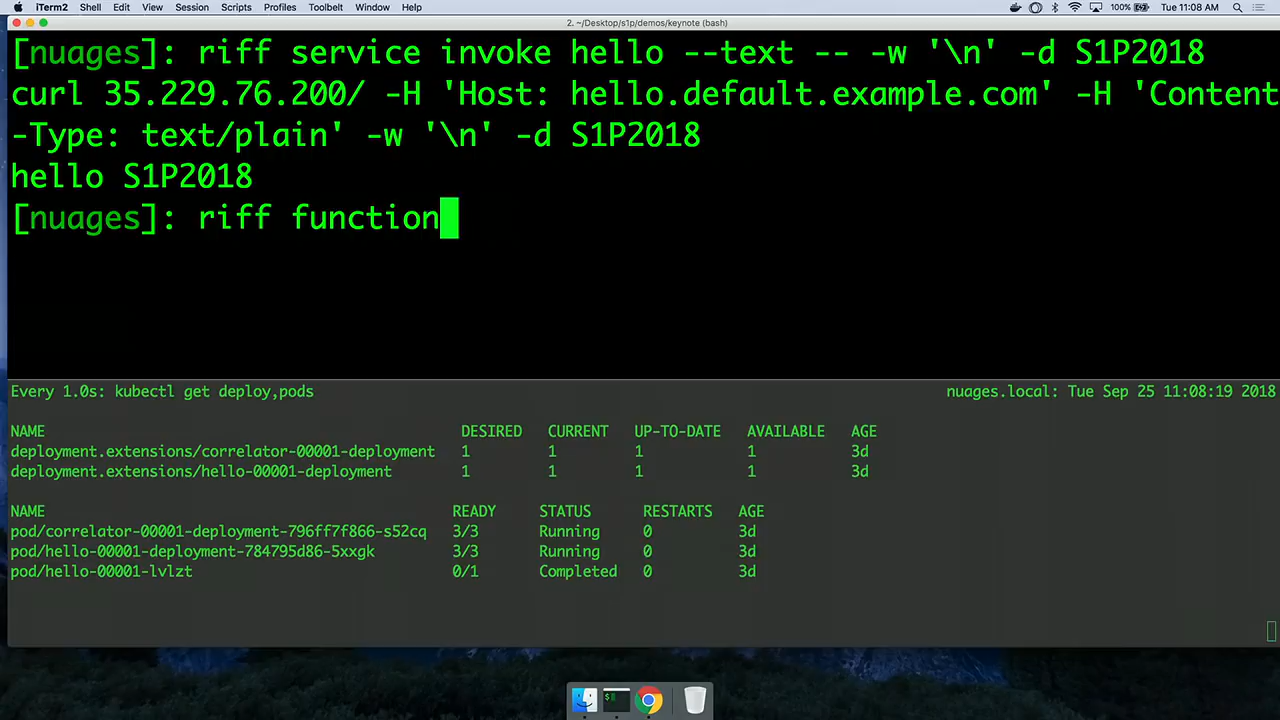 iTerm2 Shell Edit View Session Scripts Profiles Toolbelt Window Help 100% Tue 11:08 AM
2. ~/Desktop/s1p/demos/keynote (bash)
[nuages]: riff service invoke hello --text -- -w '\n' -d S1P2018
curl 35.229.76.200/ -H 'Host: hello.default.example.com' -H 'Content
-Type: text/plain' -w '\n' -d S1P2018
hello S1P2018
[nuages]: riff function
Every 1.0s: kubectl get deploy,pods nuages.local: Tue Sep 25 11:08:19 2018
NAME DESIRED CURRENT UP-TO-DATE AVAILABLE AGE
deployment.extensions/correlator-00001-deployment 1 1 1 1 3d
deployment.extensions/hello-00001-deployment 1 1 1 1 3d
NAME READY STATUS RESTARTS AGE
pod/correlator-00001-deployment-796ff7f866-s52cq 3/3 Running 0 3d
pod/hello-00001-deployment-784795d86-5xxgk 3/3 Running 0 3d
pod/hello-00001-lvlzt 0/1 Completed 0 3d